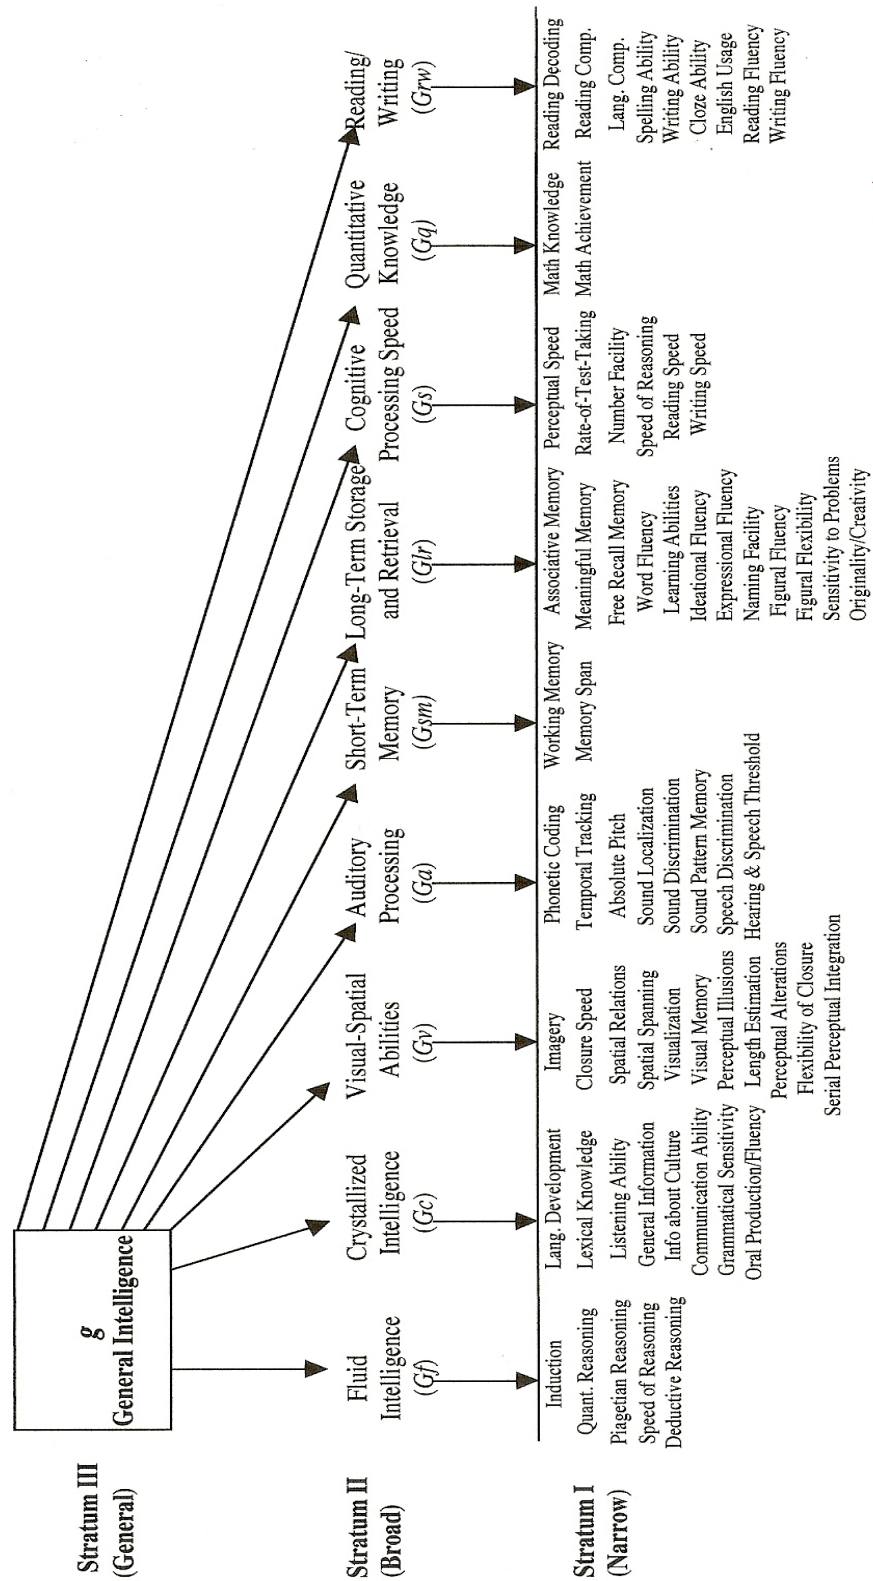 Stratum III
(General)
g
General Intelligence
Stratum II
(Broad)
Fluid
Intelligence
(Gf)
Crystallized
Intelligence
(Gc)
Visual-Spatial
Abilities
(Gv)
Auditory
Processing
(Ga)
Short-Term
Memory
(Gsm)
Long-Term Storage
and Retrieval
(Glr)
Cognitive
Processing Speed
(Gs)
Quantitative
Knowledge
(Gq)
Reading/
Writing
(Grw)
Stratum I
(Narrow)
Induction
Quant. Reasoning
Piagetian Reasoning
Speed of Reasoning
Deductive Reasoning
Lang. Development
Lexical Knowledge
Listening Ability
General Information
Info about Culture
Communication Ability
Grammatical Sensitivity
Oral Production/Fluency
Imagery
Closure Speed
Spatial Relations
Spatial Spanning
Visualization
Visual Memory
Perceptual Illusions
Length Estimation
Perceptual Alterations
Flexibility of Closure
Serial Perceptual Integration
Phonetic Coding
Temporal Tracking
Absolute Pitch
Sound Localization
Sound Discrimination
Sound Pattern Memory
Speech Discrimination
Hearing & Speech Threshold
Working Memory
Memory Span
Associative Memory
Meaningful Memory
Free Recall Memory
Word Fluency
Learning Abilities
Ideational Fluency
Expressional Fluency
Naming Facility
Figural Fluency
Figural Flexibility
Sensitivity to Problems
Originality/Creativity
Perceptual Speed
Rate-of-Test-Taking
Number Facility
Speed of Reasoning
Reading Speed
Writing Speed
Math Knowledge
Math Achievement
Reading Decoding
Reading Comp.
Lang. Comp.
Spelling Ability
Writing Ability
Cloze Ability
English Usage
Reading Fluency
Writing Fluency